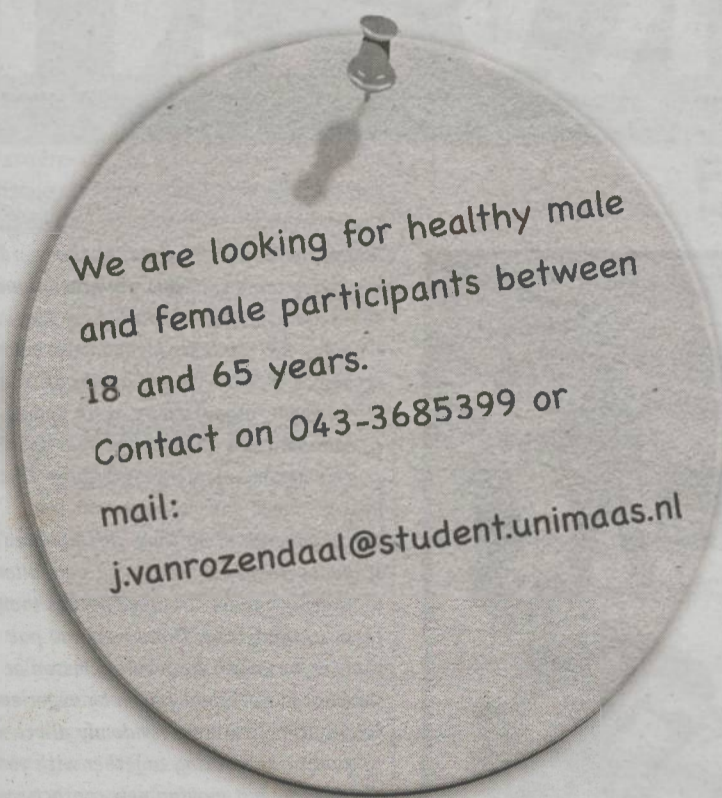 We are looking for healthy male
and female participants between
18 and 65 years.
Contact on 043-3685399 or
mail:
j.vanrozendaal@student.unimaas.nl